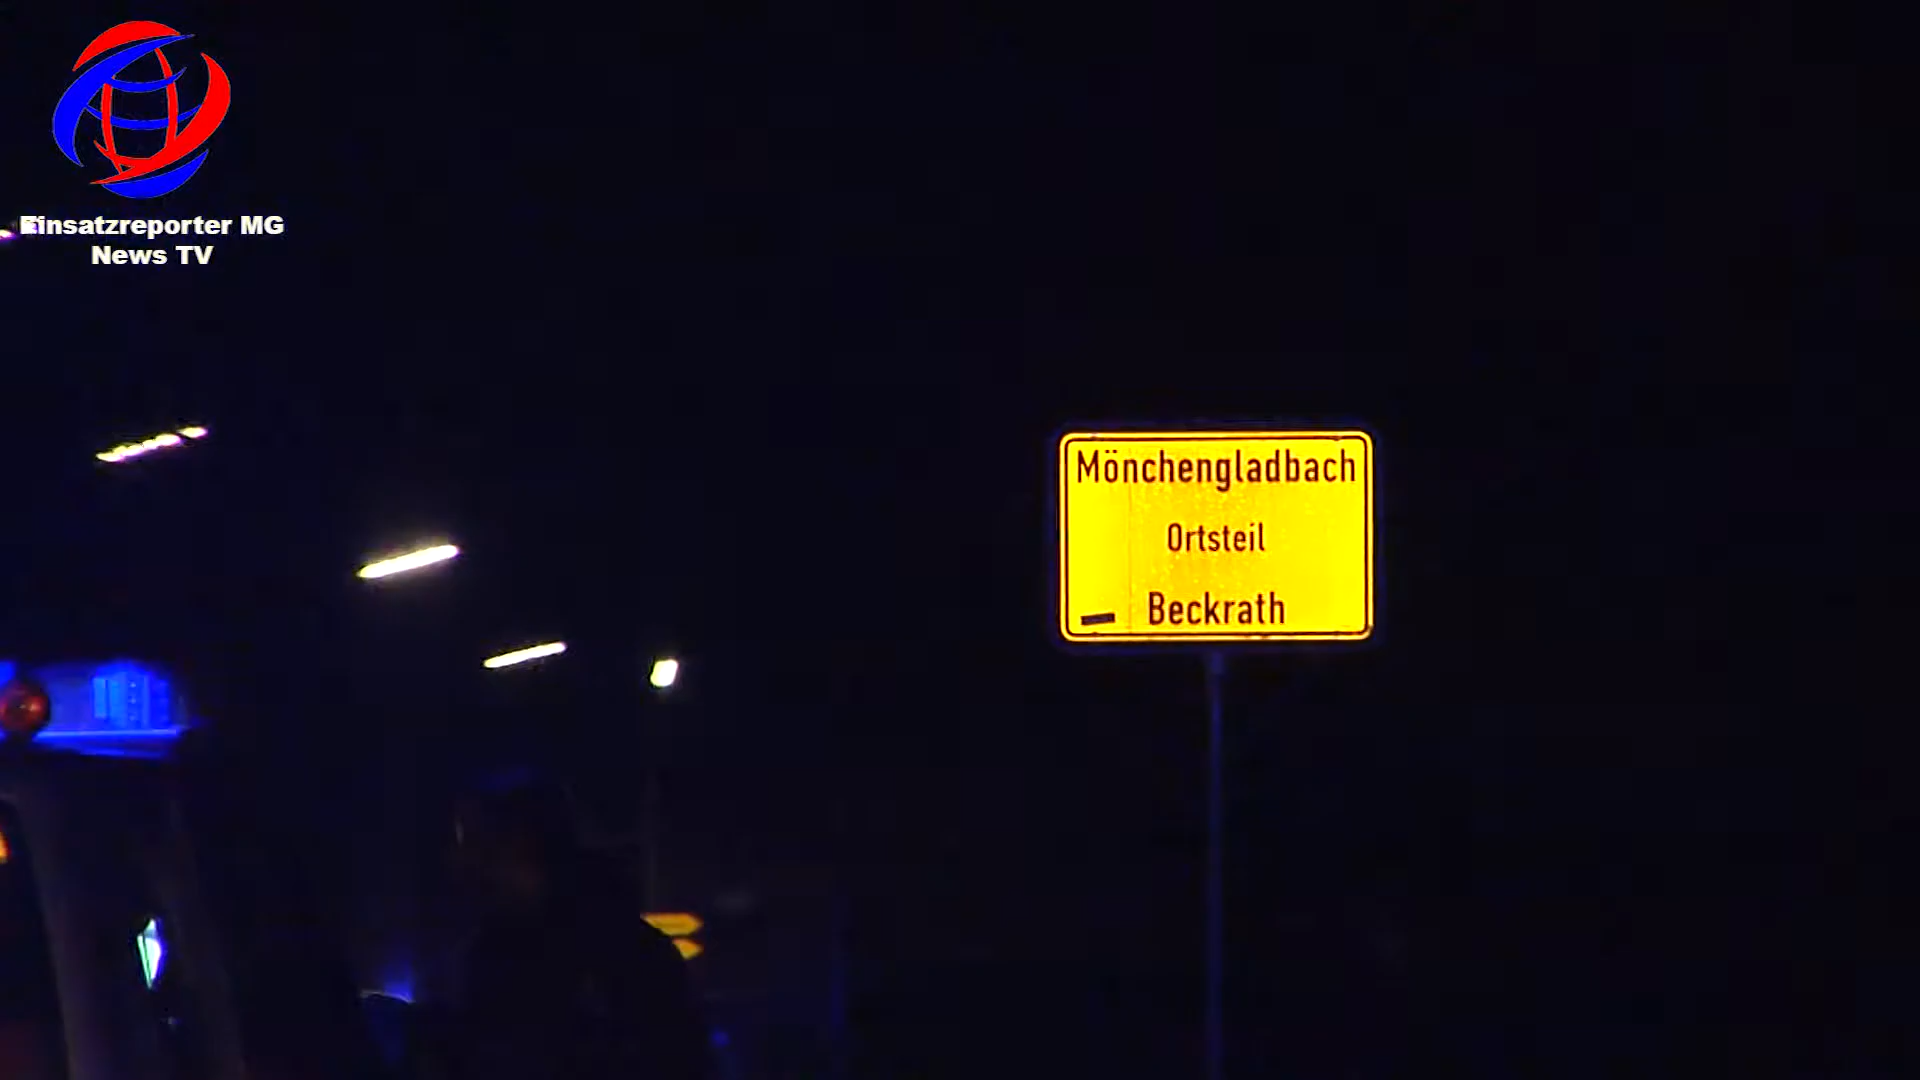 Einsatzreporter MG
News TV
Mönchengladbach
Ortsteil
Beckrath